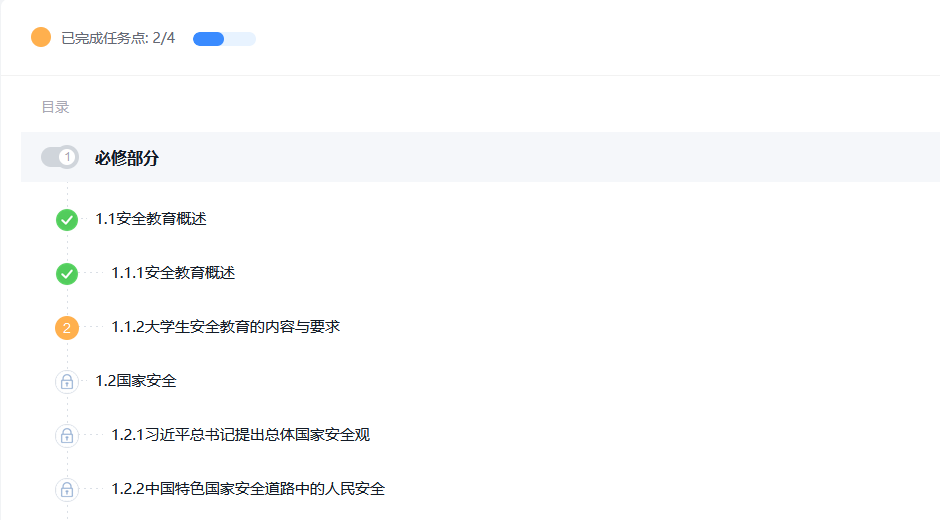 已完成任务点: 2/4
目录
1 必修部分
1.1安全教育概述
1.1.1安全教育概述
2 1.1.2大学生安全教育的内容与要求
1.2国家安全
1.2.1习近平总书记提出总体国家安全观
1.2.2中国特色国家安全道路中的人民安全